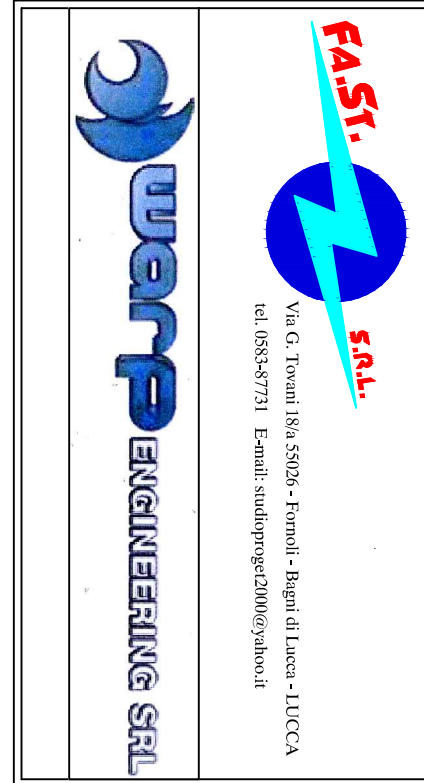 FA.ST. S.R.L.
Via G. Tovani 18/a 55026 - Fornoli - Bagni di Lucca - LUCCA
tel. 0583-87731 E-mail: studioproget2000@yahoo.it
warp ENGINEERING SRL